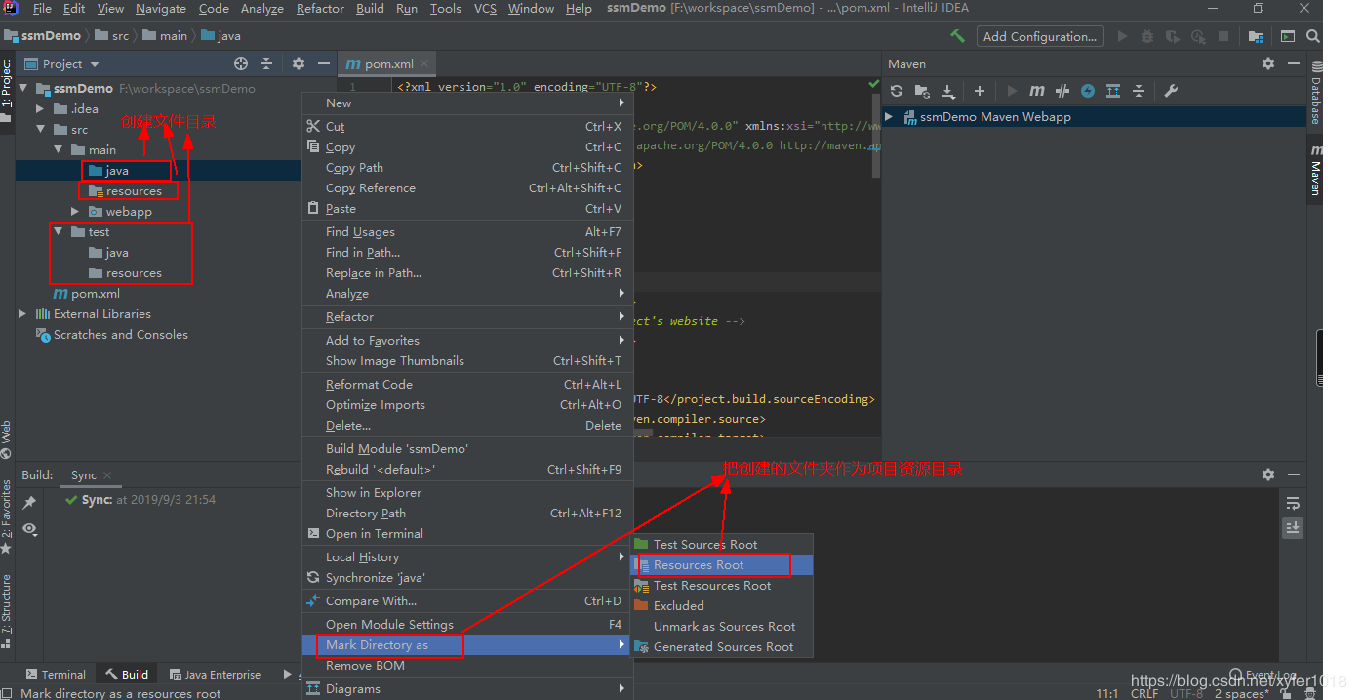 File Edit View Navigate Code Analyze Refactor Build Run Tools VCS Window Help ssmDemo [F:\workspace\ssmDemo] - ...\pom.xml - IntelliJ IDEA
ssmDemo src main java
Add Configuration...
Project
pom.xml
Maven
1: Project
ssmDemo F:\workspace\ssmDemo
.idea
src
main
java
resources
webapp
test
java
resources
pom.xml
External Libraries
Scratches and Consoles
创建文件目录
1
<?xml version="1.0" encoding="UTF-8"?>
e.org/POM/4.0.0" xmlns:xsi="http://ww
apache.org/POM/4.0.0 http://maven.ap
>
ct's website -->
UTF-8</project.build.sourceEncoding>
ven.compiler.source>
ven.compiler.target>
ssmDemo Maven Webapp
Database
m Maven
New
Cut Ctrl+X
Copy Ctrl+C
Copy Path Ctrl+Shift+C
Copy Reference Ctrl+Alt+Shift+C
Paste Ctrl+V
Find Usages Alt+F7
Find in Path... Ctrl+Shift+F
Replace in Path... Ctrl+Shift+R
Analyze
Refactor
Add to Favorites
Show Image Thumbnails Ctrl+Shift+T
Reformat Code Ctrl+Alt+L
Optimize Imports Ctrl+Alt+O
Delete... Delete
Build Module 'ssmDemo'
Rebuild '<default>' Ctrl+Shift+F9
Show in Explorer
Directory Path Ctrl+Alt+F12
Open in Terminal
Local History
Synchronize 'java'
Compare With... Ctrl+D
Open Module Settings F4
Mark Directory as
Remove BOM
Diagrams
把创建的文件夹作为项目资源目录
Test Sources Root
Resources Root
Test Resources Root
Excluded
Unmark as Sources Root
Generated Sources Root
Web
2: Favorites
7: Structure
Build: Sync
Sync: at 2019/9/3 21:54
Terminal Build Java Enterprise
Event Log
Mark directory as a resources root
11:1 CRLF UTF-8 2 spaces
https://blog.csdn.net/xyfer1018